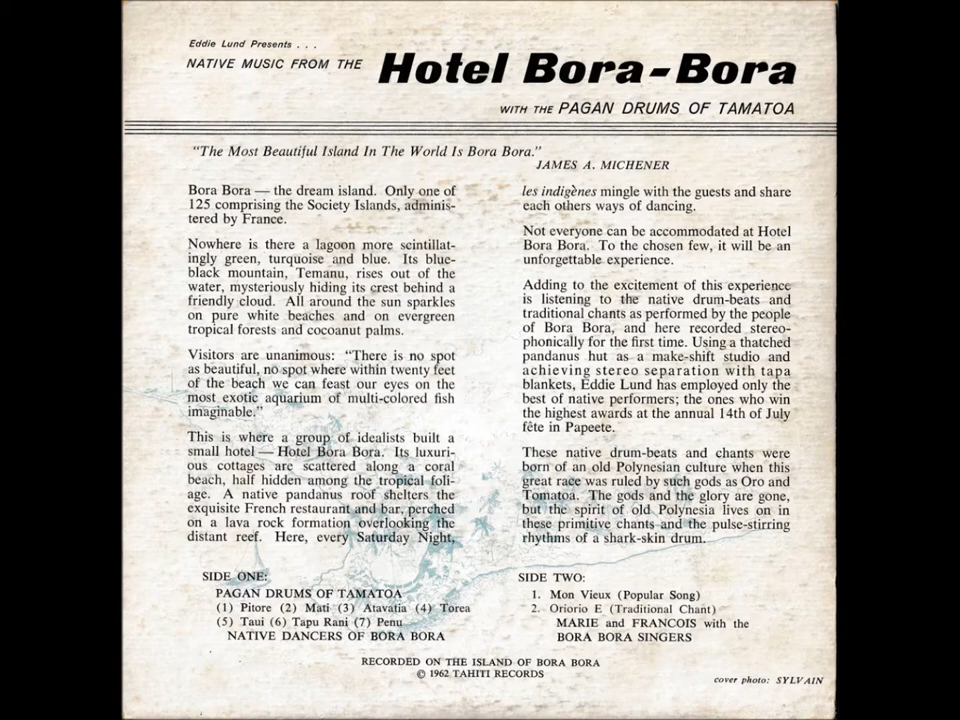 Eddie Lund Presents . . .
NATIVE MUSIC FROM THE Hotel Bora-Bora
WITH THE PAGAN DRUMS OF TAMATOA
"The Most Beautiful Island In The World Is Bora Bora."
JAMES A. MICHENER
Bora Bora — the dream island. Only one of
125 comprising the Society Islands, adminis-
tered by France.
Nowhere is there a lagoon more scintillat-
ingly green, turquoise and blue. Its blue-
black mountain, Temanu, rises out of the
water, mysteriously hiding its crest behind a
friendly cloud. All around the sun sparkles
on pure white beaches and on evergreen
tropical forests and cocoanut palms.
Visitors are unanimous: "There is no spot
as beautiful, no spot where within twenty feet
of the beach we can feast our eyes on the
most exotic aquarium of multi-colored fish
imaginable."
This is where a group of idealists built a
small hotel — Hotel Bora Bora. Its luxuri-
ous cottages are scattered along a coral
beach, half hidden among the tropical foli-
age. A native pandanus roof shelters the
exquisite French restaurant and bar, perched
on a lava rock formation overlooking the
distant reef. Here, every Saturday Night,
les indigènes mingle with the guests and share
each others ways of dancing.
Not everyone can be accommodated at Hotel
Bora Bora. To the chosen few, it will be an
unforgettable experience.
Adding to the excitement of this experience
is listening to the native drum-beats and
traditional chants as performed by the people
of Bora Bora, and here recorded stereo-
phonically for the first time. Using a thatched
pandanus hut as a make-shift studio and
achieving stereo separation with tapa
blankets, Eddie Lund has employed only the
best of native performers; the ones who win
the highest awards at the annual 14th of July
fête in Papeete.
These native drum-beats and chants were
born of an old Polynesian culture when this
great race was ruled by such gods as Oro and
Tomatoa. The gods and the glory are gone,
but the spirit of old Polynesia lives on in
these primitive chants and the pulse-stirring
rhythms of a shark-skin drum.
SIDE ONE:
PAGAN DRUMS OF TAMATOA
(1) Pitore (2) Mati (3) Atavatia (4) Torea
(5) Taui (6) Tapu Rani (7) Penu
NATIVE DANCERS OF BORA BORA
SIDE TWO:
1. Mon Vieux (Popular Song)
2. Oriorio E (Traditional Chant)
MARIE and FRANCOIS with the
BORA BORA SINGERS
RECORDED ON THE ISLAND OF BORA BORA
© 1962 TAHITI RECORDS
cover photo: SYLVAIN